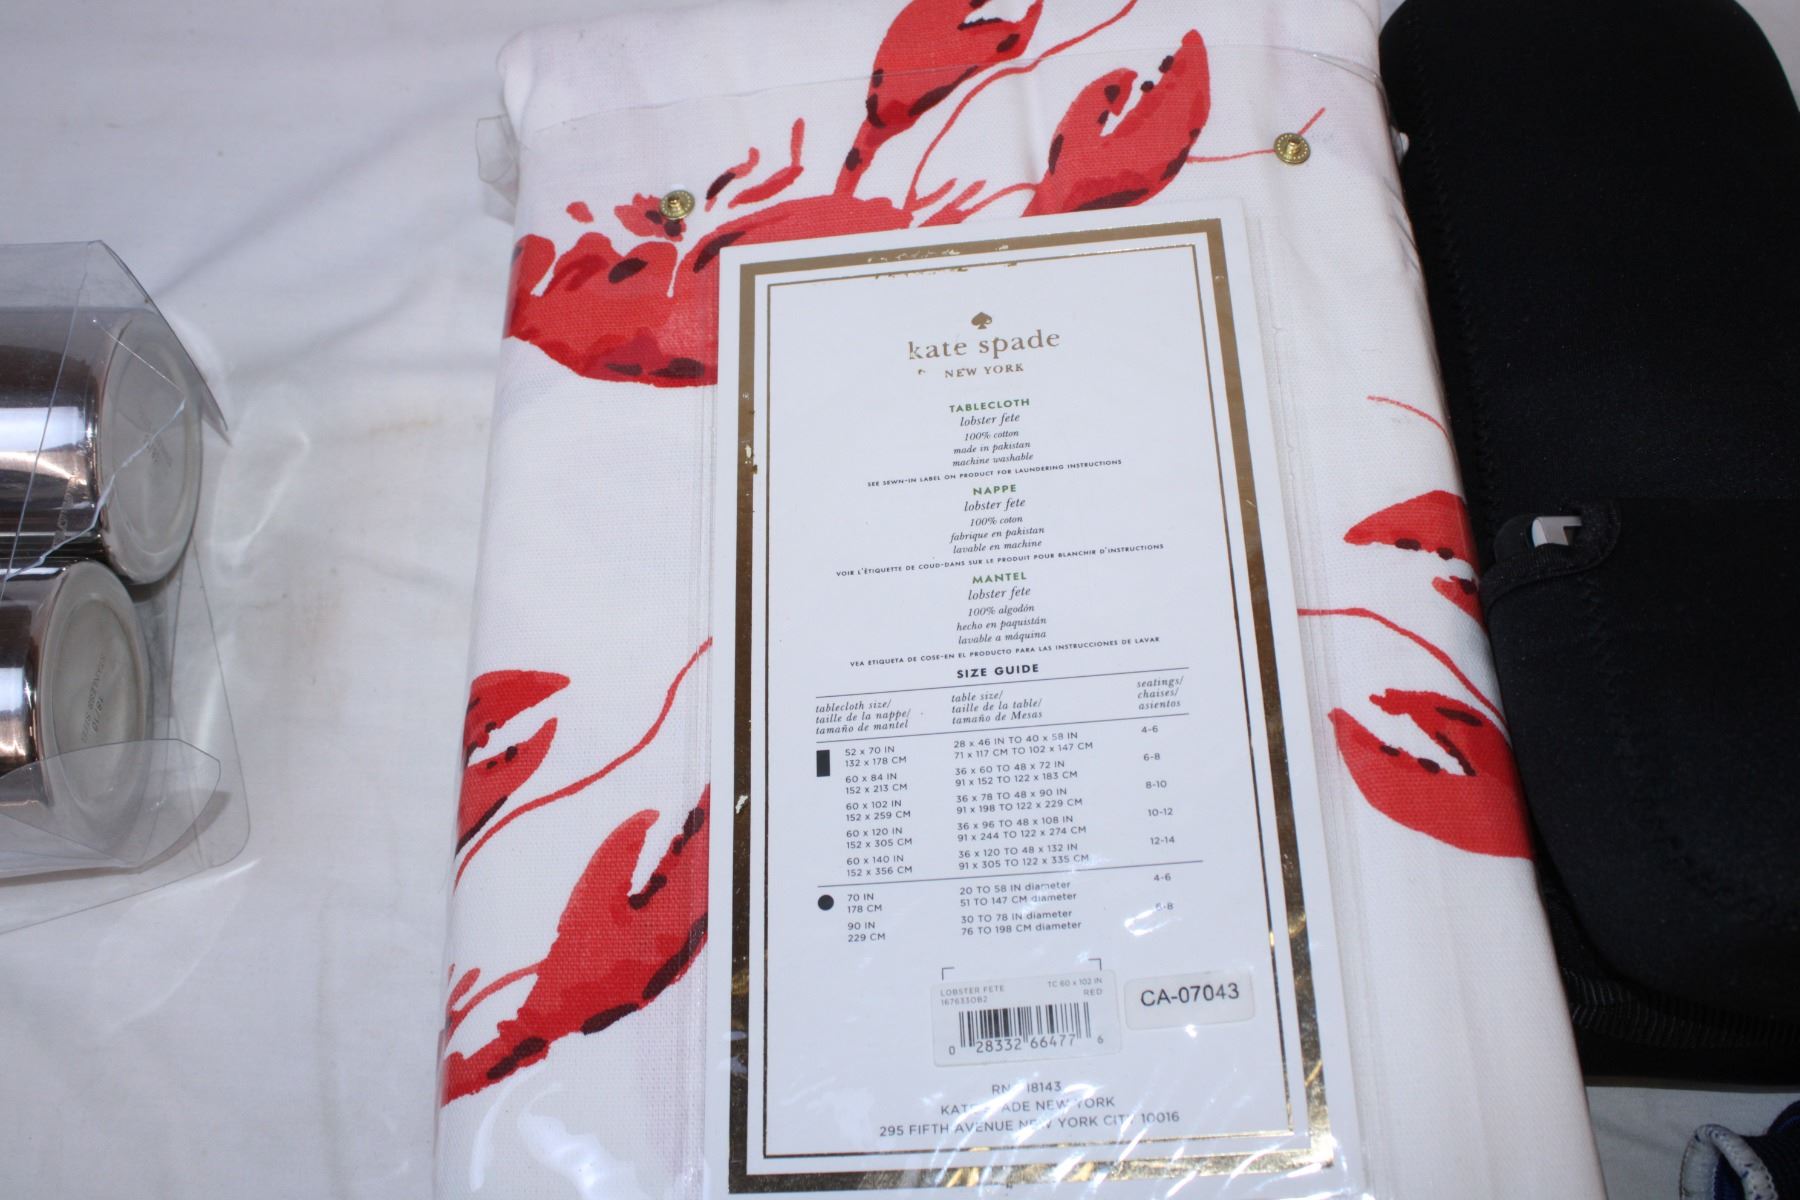 kate spade
NEW YORK
TABLECLOTH
lobster fete
100% cotton
made in pakistan
machine washable
SEE SEWN-IN LABEL ON PRODUCT FOR LAUNDERING INSTRUCTIONS
NAPPE
lobster fete
100% coton
fabrique en pakistan
lavable en machine
VOIR L'ÉTIQUETTE DE COUD-DANS SUR LE PRODUIT POUR BLANCHIR D'INSTRUCTIONS
MANTEL
lobster fete
100% algodón
hecho en paquistán
lavable a máquina
VEA ETIQUETA DE COSE-EN EL PRODUCTO PARA LAS INSTRUCCIONES DE LAVAR
SIZE GUIDE
tablecloth size/ table size/ seatings/
taille de la nappe/ taille de la table/ chaises/
tamaño de mantel tamaño de Mesas asientos
52 x 70 IN 28 x 46 IN TO 40 x 58 IN 4-6
132 x 178 CM 71 x 117 CM TO 102 x 147 CM
60 x 84 IN 36 x 60 TO 48 x 72 IN 6-8
152 x 213 CM 91 x 152 TO 122 x 183 CM
60 x 102 IN 36 x 78 TO 48 x 90 IN 8-10
152 x 259 CM 91 x 198 TO 122 x 229 CM
60 x 120 IN 36 x 96 TO 48 x 108 IN 10-12
152 x 305 CM 91 x 244 TO 122 x 274 CM
60 x 140 IN 36 x 120 TO 48 x 132 IN 12-14
152 x 356 CM 91 x 305 TO 122 x 335 CM
70 IN 20 TO 58 IN diameter 4-6
178 CM 51 TO 147 CM diameter
90 IN 30 TO 78 IN diameter 6-8
229 CM 76 TO 198 CM diameter
LOBSTER FETE TC 60 x 102 IN
167633OB2 RED
0 28332 66477 6
CA-07043
18143
NEW YORK
295 FIFTH AVENUE NEW YORK CITY 10016
18/10
STAINLESS STEEL